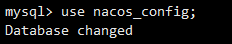 mysql> use nacos_config;
Database changed